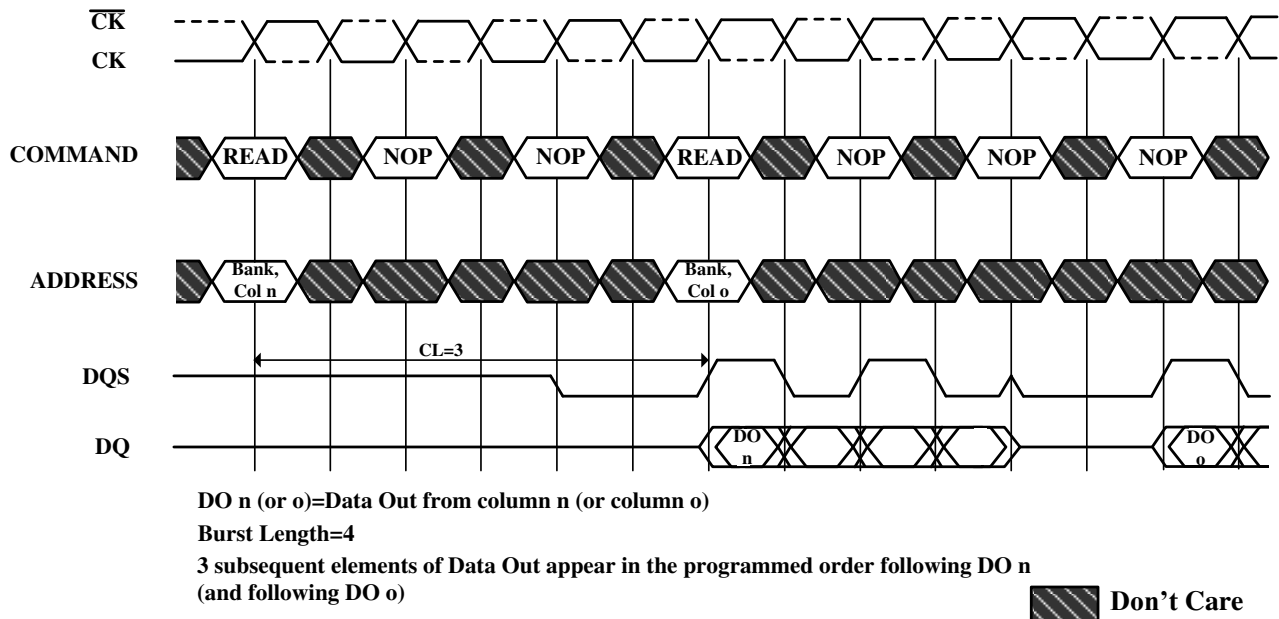 CK
CK
COMMAND READ NOP NOP READ NOP NOP NOP
ADDRESS Bank, Col n Bank, Col o
CL=3
DQS
DQ DO n DO o
DO n (or o)=Data Out from column n (or column o)
Burst Length=4
3 subsequent elements of Data Out appear in the programmed order following DO n
(and following DO o)
Don't Care